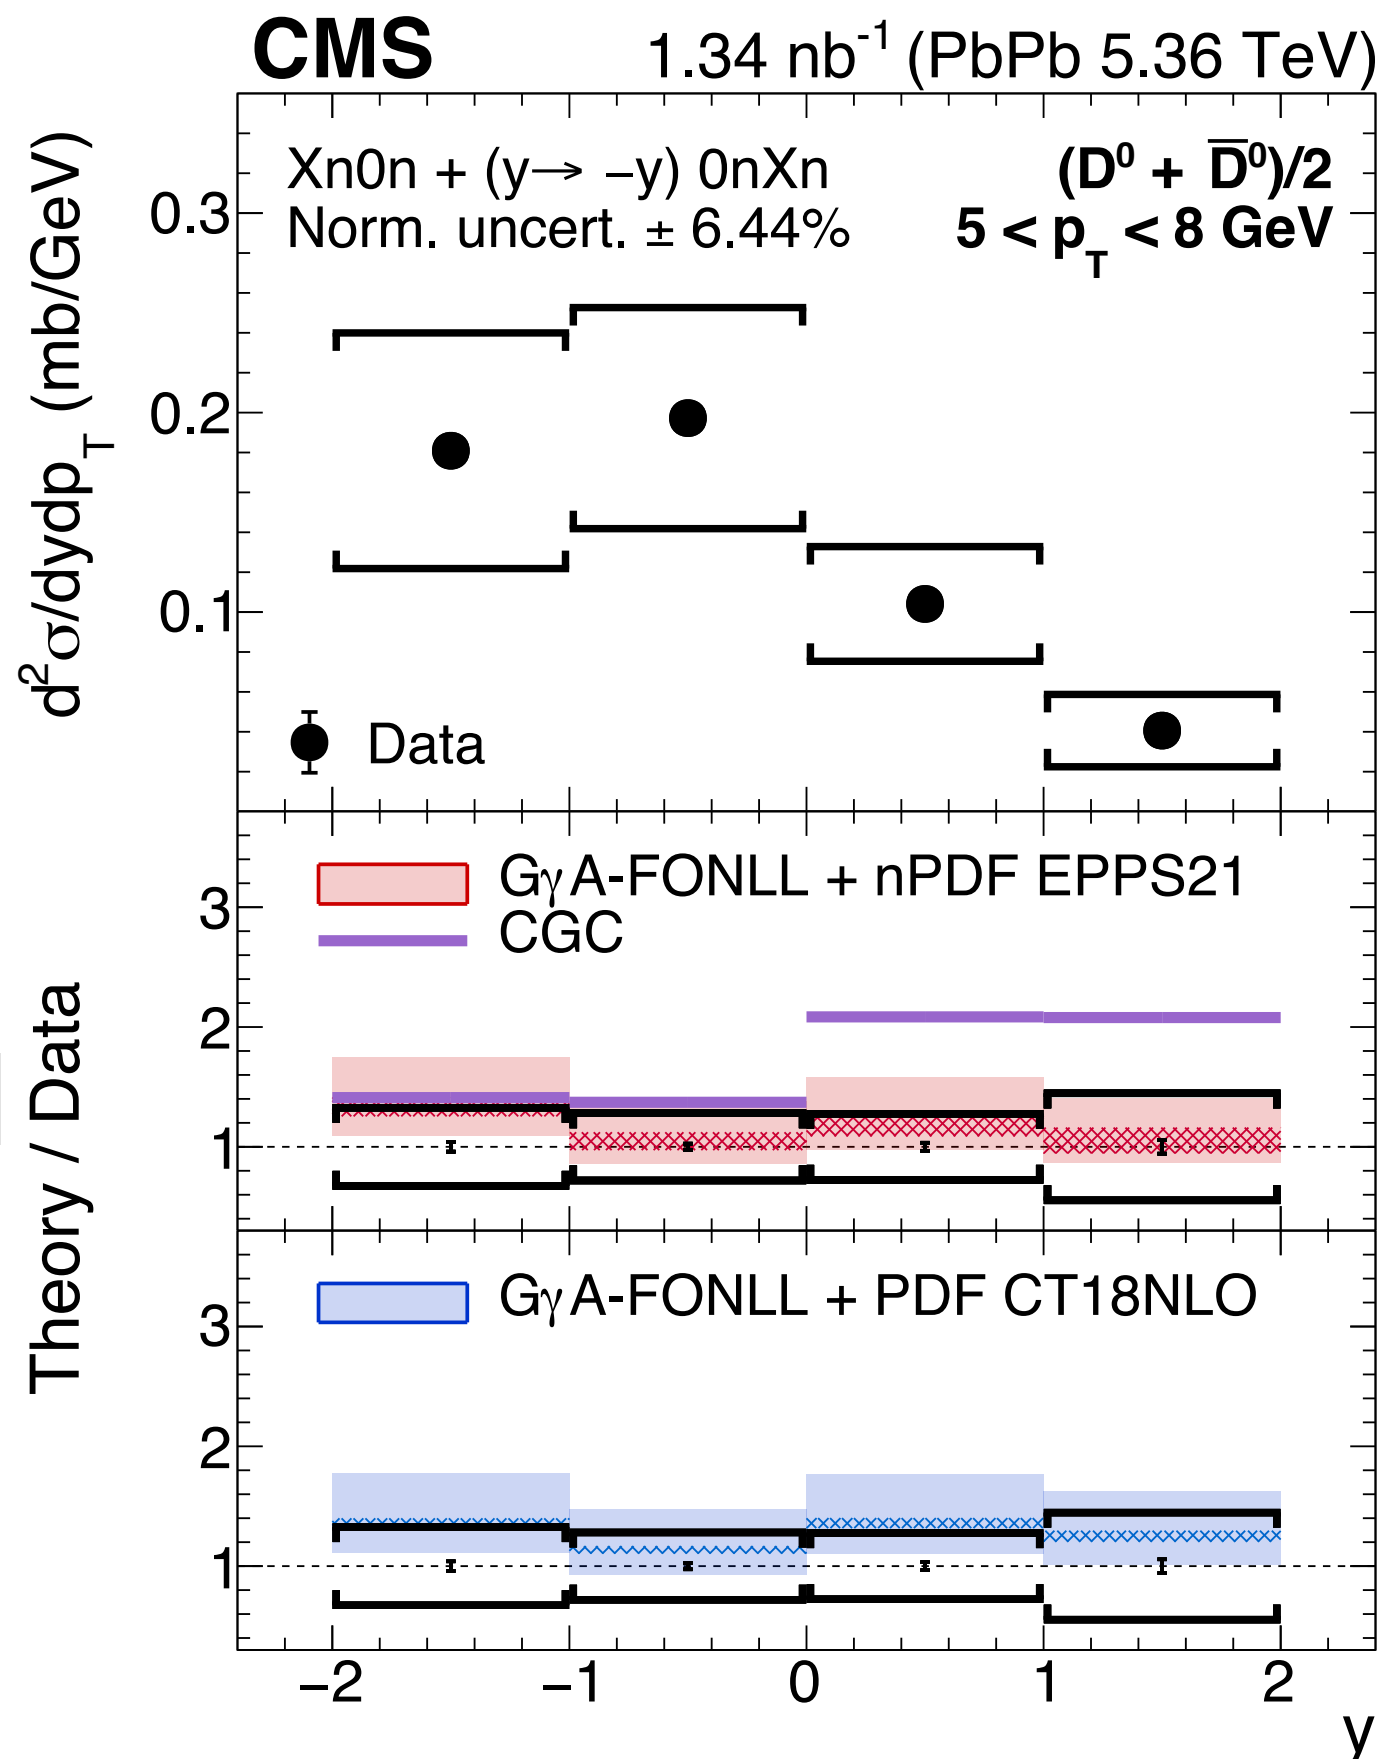 CMS 1.34 nb⁻¹ (PbPb 5.36 TeV)
Xn0n + (y→ −y) 0nXn (D⁰ + D̅⁰)/2
Norm. uncert. ± 6.44% 5 < p_T < 8 GeV
d²σ/dydp_T (mb/GeV)
0.3
0.2
0.1
Data
GγA-FONLL + nPDF EPPS21
CGC
3
2
1
Theory / Data
GγA-FONLL + PDF CT18NLO
3
2
1
−2 −1 0 1 2
y